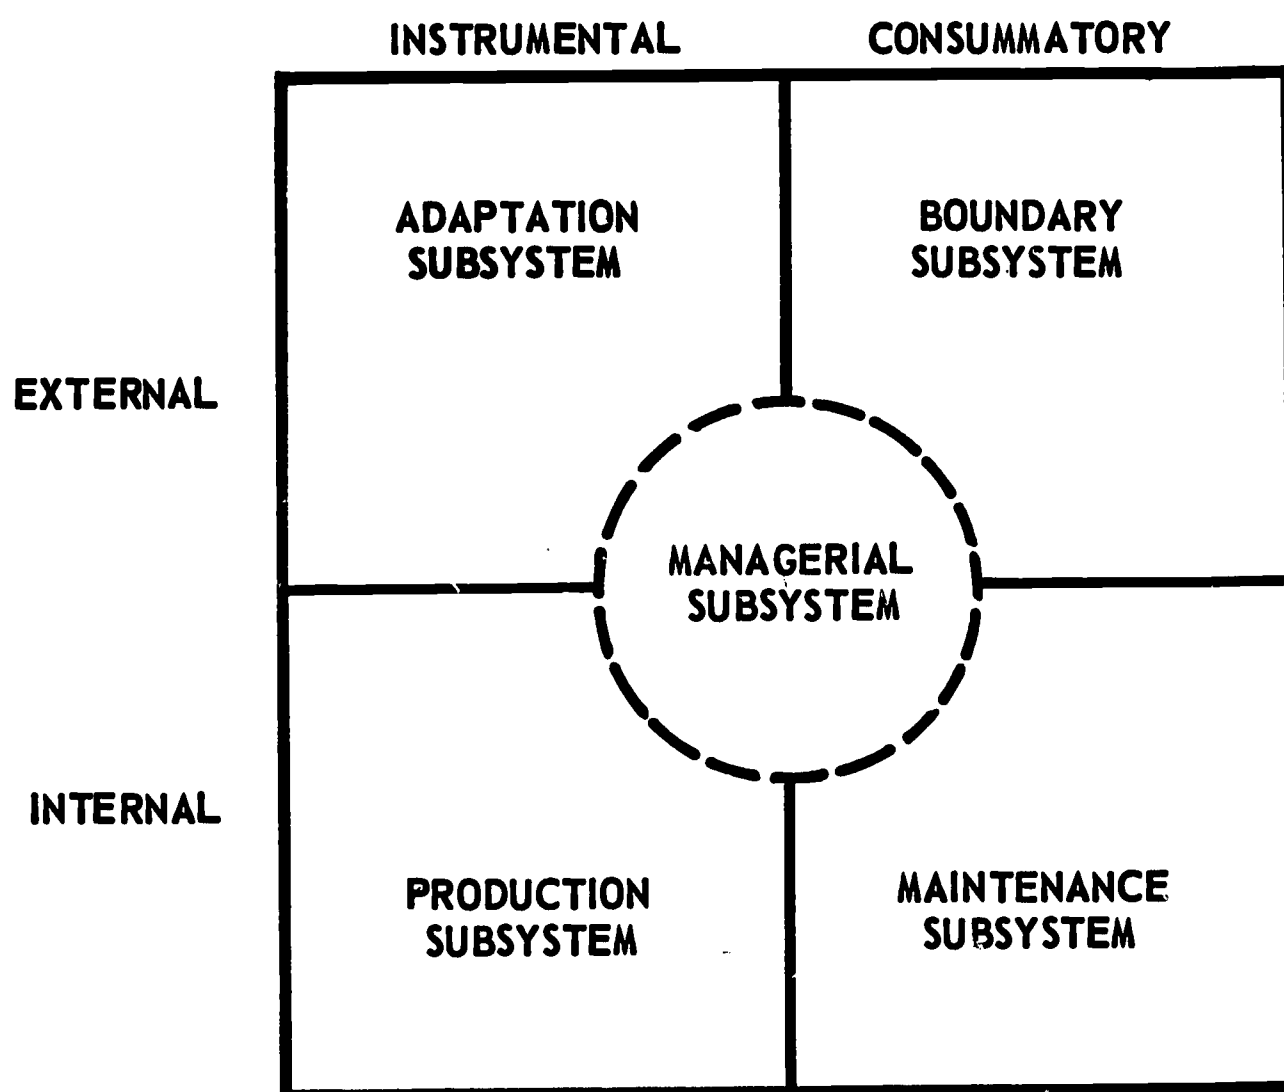 INSTRUMENTAL CONSUMMATORY
ADAPTATION
SUBSYSTEM
BOUNDARY
SUBSYSTEM
EXTERNAL
MANAGERIAL
SUBSYSTEM
INTERNAL
PRODUCTION
SUBSYSTEM
MAINTENANCE
SUBSYSTEM